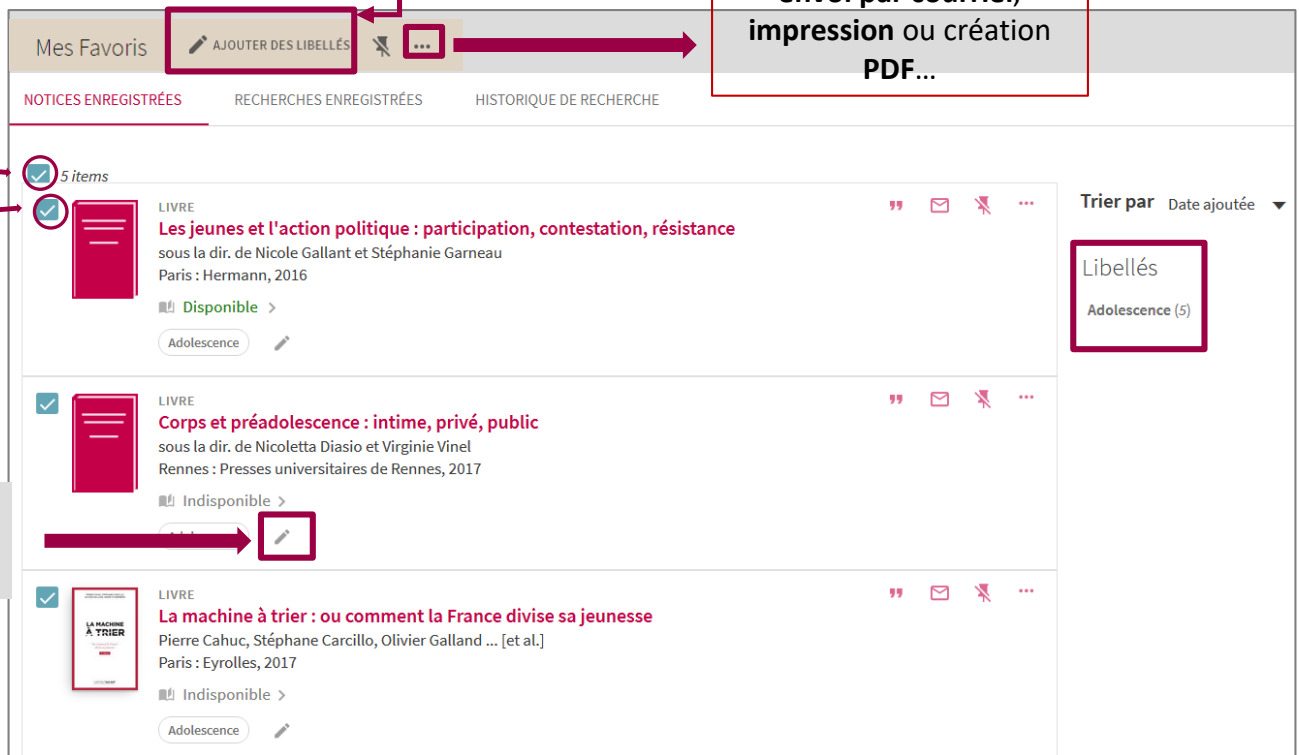 envoi par courriel,
impression ou création
PDF...
Mes Favoris
AJOUTER DES LIBELLÉS
NOTICES ENREGISTRÉES
RECHERCHES ENREGISTRÉES
HISTORIQUE DE RECHERCHE
5 items
Trier par Date ajoutée
Libellés
Adolescence (5)
LIVRE
Les jeunes et l'action politique : participation, contestation, résistance
sous la dir. de Nicole Gallant et Stéphanie Garneau
Paris : Hermann, 2016
Disponible >
Adolescence
LIVRE
Corps et préadolescence : intime, privé, public
sous la dir. de Nicoletta Diasio et Virginie Vinel
Rennes : Presses universitaires de Rennes, 2017
Indisponible >
LA MACHINE
À TRIER
LIVRE
La machine à trier : ou comment la France divise sa jeunesse
Pierre Cahuc, Stéphane Carcillo, Olivier Galland ... [et al.]
Paris : Eyrolles, 2017
Indisponible >
Adolescence